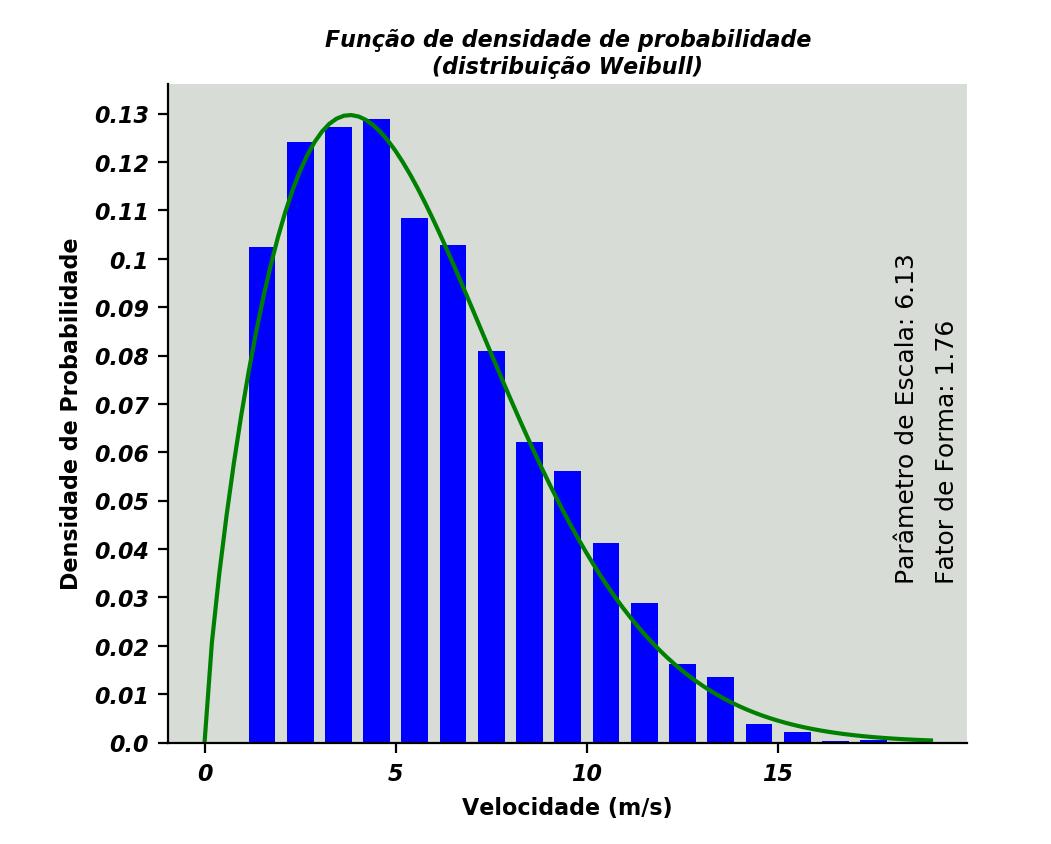 Função de densidade de probabilidade
(distribuição Weibull)
0.13
0.12
0.11
0.1
0.09
0.08
0.07
0.06
0.05
0.04
0.03
0.02
0.01
0.0
Densidade de Probabilidade
Parâmetro de Escala: 6.13
Fator de Forma: 1.76
0 5 10 15
Velocidade (m/s)